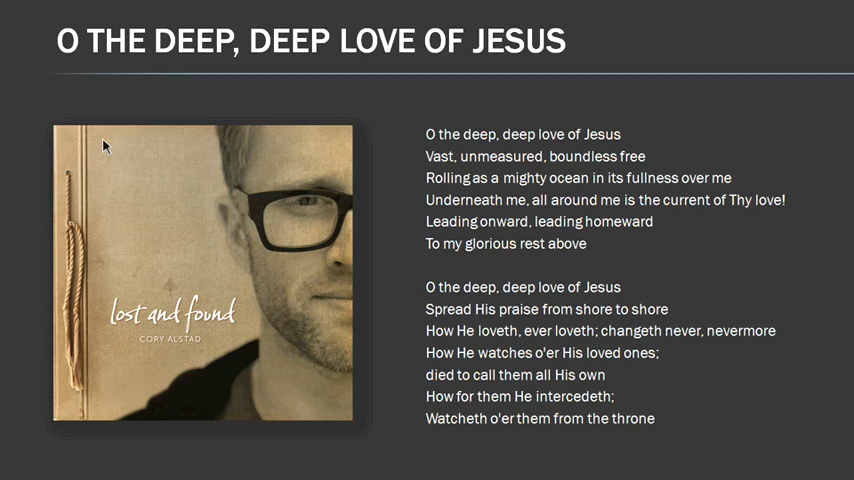 O THE DEEP, DEEP LOVE OF JESUS
lost and found
CORY ALSTAD
O the deep, deep love of Jesus
Vast, unmeasured, boundless free
Rolling as a mighty ocean in its fullness over me
Underneath me, all around me is the current of Thy love!
Leading onward, leading homeward
To my glorious rest above
O the deep, deep love of Jesus
Spread His praise from shore to shore
How He loveth, ever loveth; changeth never, nevermore
How He watches o'er His loved ones;
died to call them all His own
How for them He intercedeth;
Watcheth o'er them from the throne